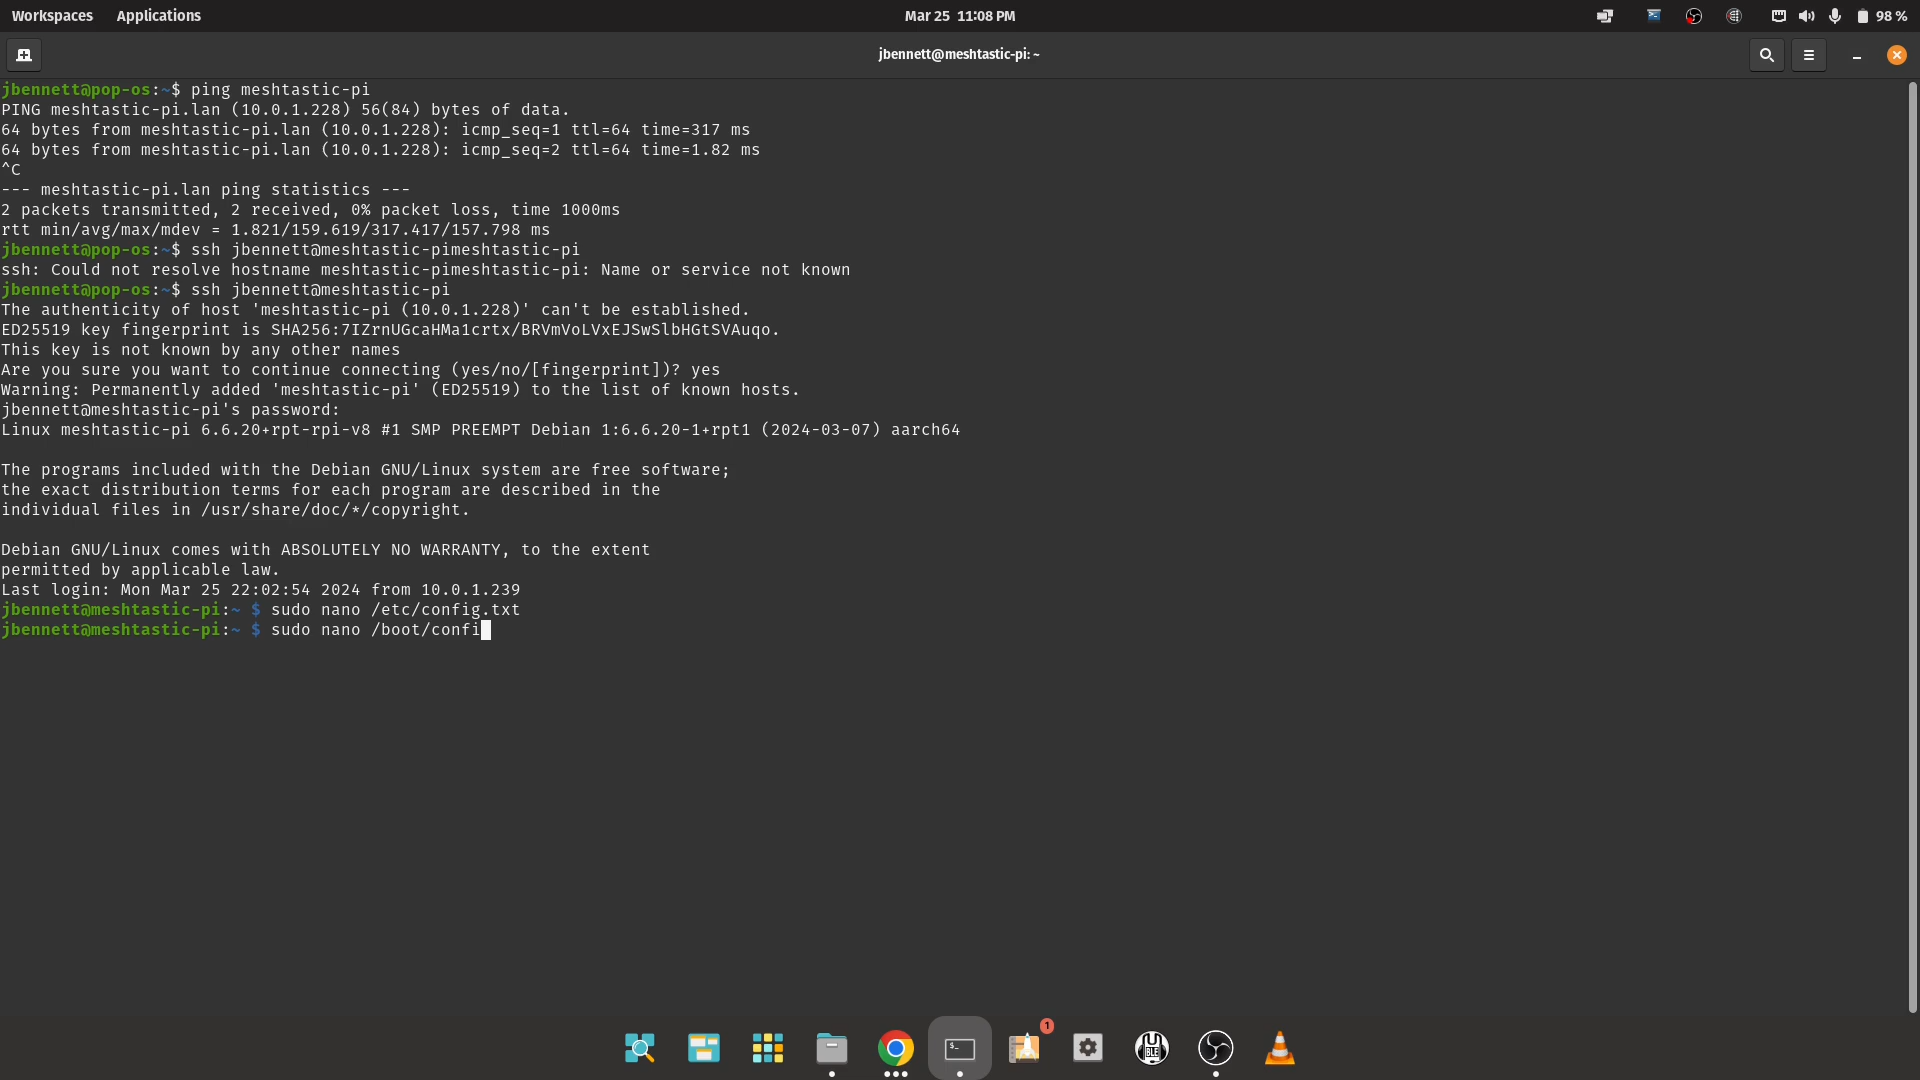 Workspaces Applications Mar 25 11:08 PM 98 %
jbennett@meshtastic-pi: ~
jbennett@pop-os:~$ ping meshtastic-pi
PING meshtastic-pi.lan (10.0.1.228) 56(84) bytes of data.
64 bytes from meshtastic-pi.lan (10.0.1.228): icmp_seq=1 ttl=64 time=317 ms
64 bytes from meshtastic-pi.lan (10.0.1.228): icmp_seq=2 ttl=64 time=1.82 ms
^C
--- meshtastic-pi.lan ping statistics ---
2 packets transmitted, 2 received, 0% packet loss, time 1000ms
rtt min/avg/max/mdev = 1.821/159.619/317.417/157.798 ms
jbennett@pop-os:~$ ssh jbennett@meshtastic-pimeshtastic-pi
ssh: Could not resolve hostname meshtastic-pimeshtastic-pi: Name or service not known
jbennett@pop-os:~$ ssh jbennett@meshtastic-pi
The authenticity of host 'meshtastic-pi (10.0.1.228)' can't be established.
ED25519 key fingerprint is SHA256:7IZrnUGcaHMa1crtx/BRVmVoLVxEJSwSlbHGtSVAuqo.
This key is not known by any other names
Are you sure you want to continue connecting (yes/no/[fingerprint])? yes
Warning: Permanently added 'meshtastic-pi' (ED25519) to the list of known hosts.
jbennett@meshtastic-pi's password:
Linux meshtastic-pi 6.6.20+rpt-rpi-v8 #1 SMP PREEMPT Debian 1:6.6.20-1+rpt1 (2024-03-07) aarch64
The programs included with the Debian GNU/Linux system are free software;
the exact distribution terms for each program are described in the
individual files in /usr/share/doc/*/copyright.
Debian GNU/Linux comes with ABSOLUTELY NO WARRANTY, to the extent
permitted by applicable law.
Last login: Mon Mar 25 22:02:54 2024 from 10.0.1.239
jbennett@meshtastic-pi:~ $ sudo nano /etc/config.txt
jbennett@meshtastic-pi:~ $ sudo nano /boot/confi
1
$_
BLE